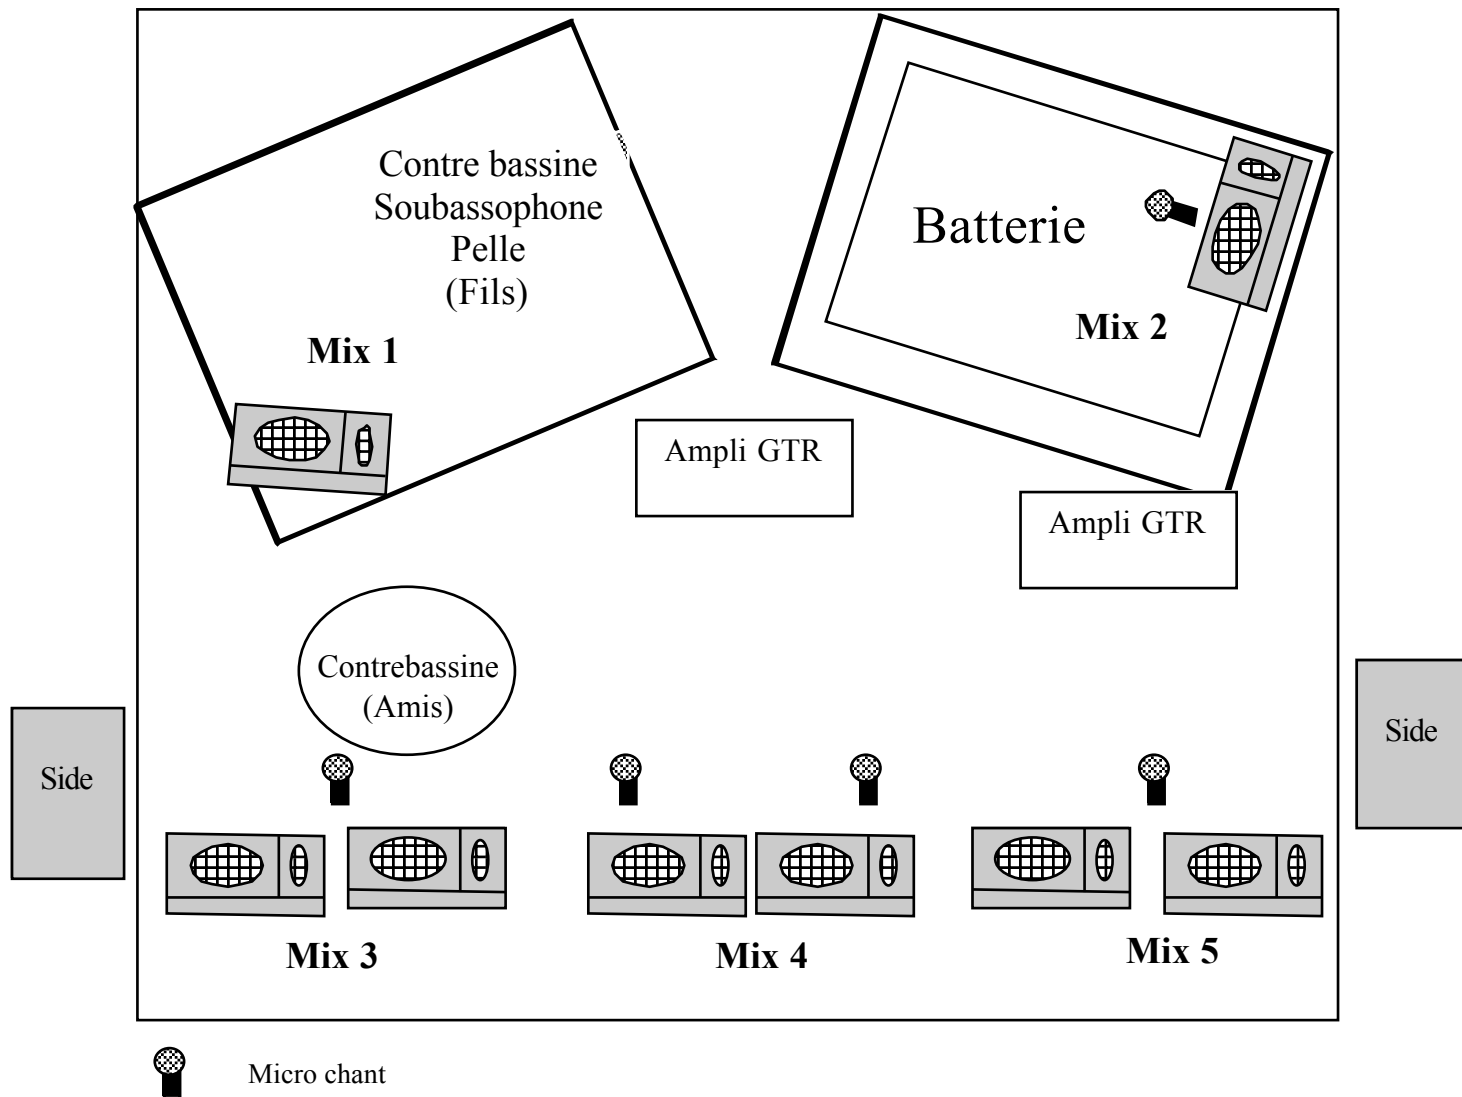 Contre bassine
Soubassophone
Pelle
(Fils)
Mix 1
Batterie
Mix 2
Ampli GTR
Ampli GTR
Contrebassine
(Amis)
Side
Side
Mix 3
Mix 4
Mix 5
Micro chant